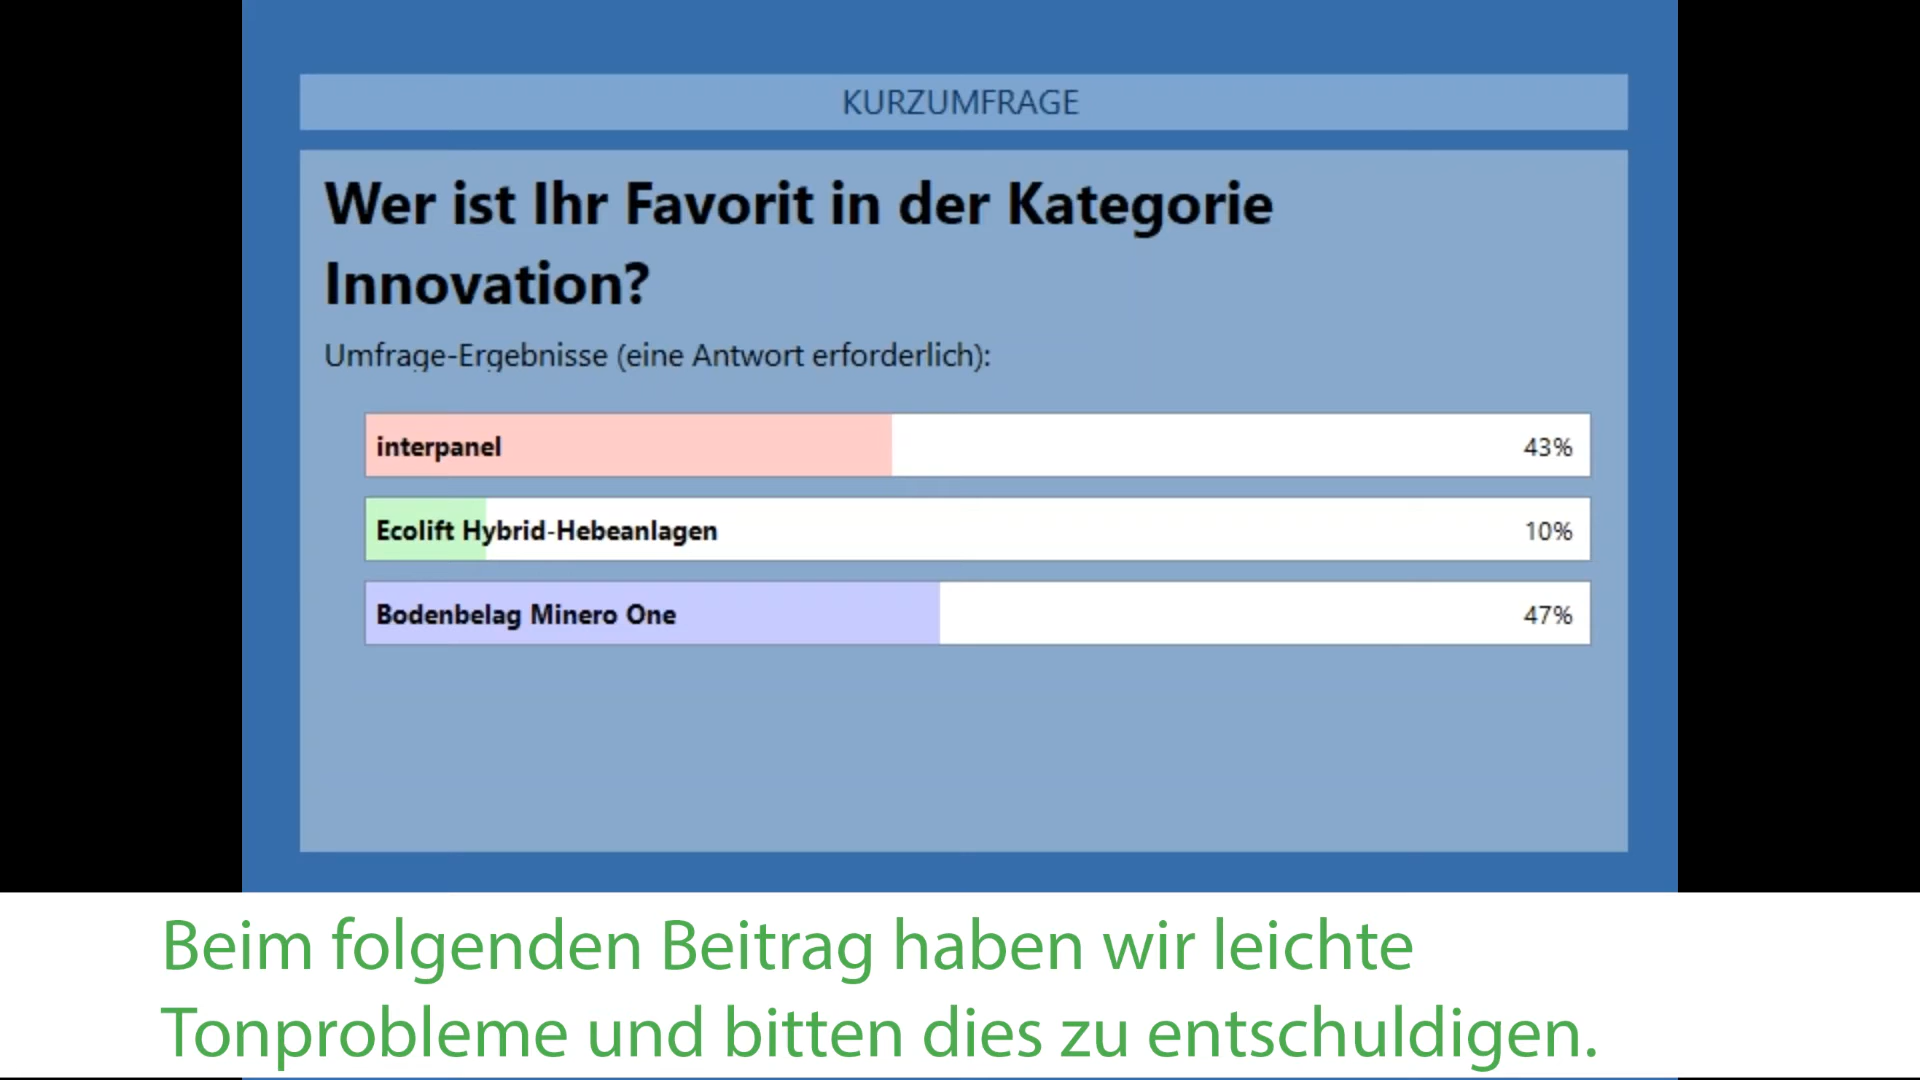 KURZUMFRAGE
Wer ist Ihr Favorit in der Kategorie
Innovation?
Umfrage-Ergebnisse (eine Antwort erforderlich):
interpanel 43%
Ecolift Hybrid-Hebeanlagen 10%
Bodenbelag Minero One 47%
Beim folgenden Beitrag haben wir leichte
Tonprobleme und bitten dies zu entschuldigen.